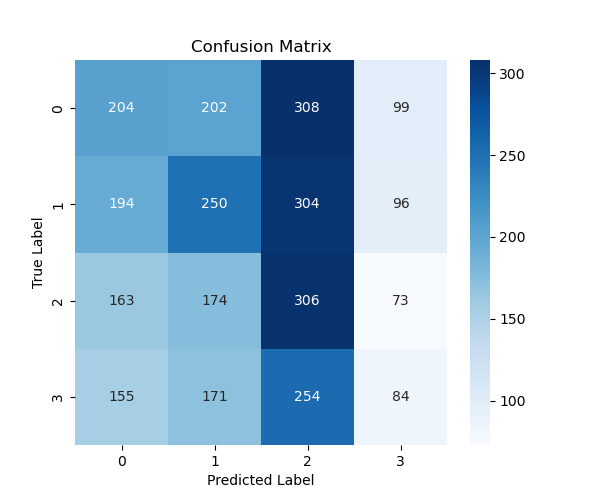 Confusion Matrix
0 204 202 308 99
1 194 250 304 96
2 163 174 306 73
3 155 171 254 84
0 1 2 3
True Label
Predicted Label
300
250
200
150
100